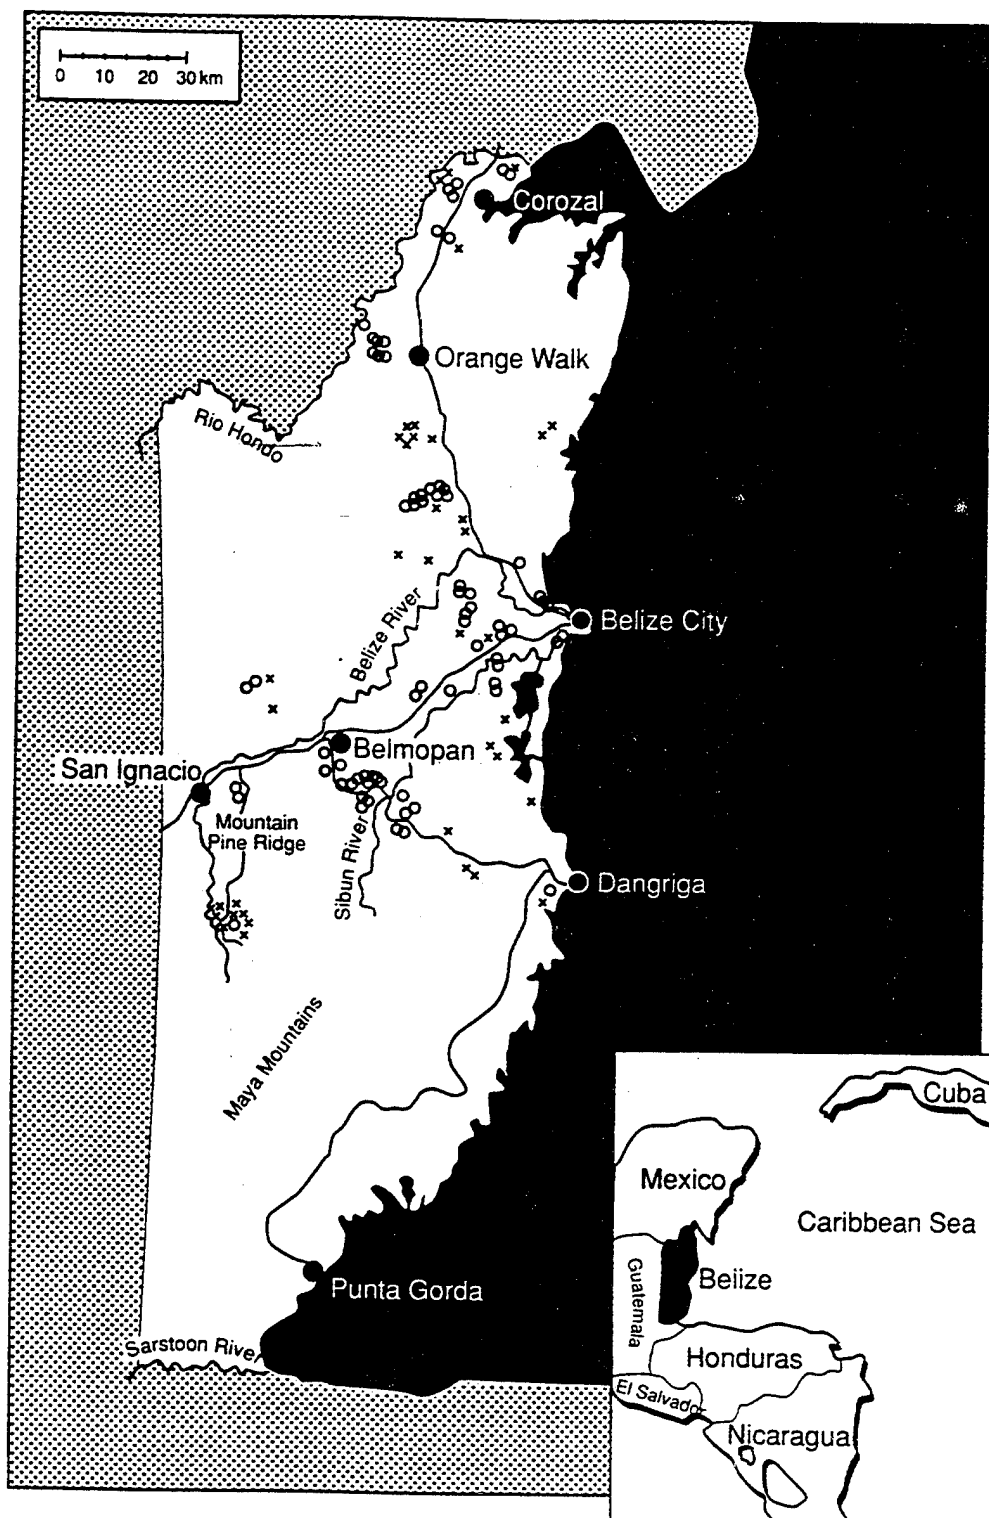 0 10 20 30 km
Corozal
Orange Walk
Rio Hondo
Belize River
Belize City
Belmopan
San Ignacio
Mountain
Pine Ridge
Sibun River
Dangriga
Maya Mountains
Punta Gorda
Sarstoon River
Cuba
Mexico
Caribbean Sea
Guatemala
Belize
Honduras
El Salvador
Nicaragua